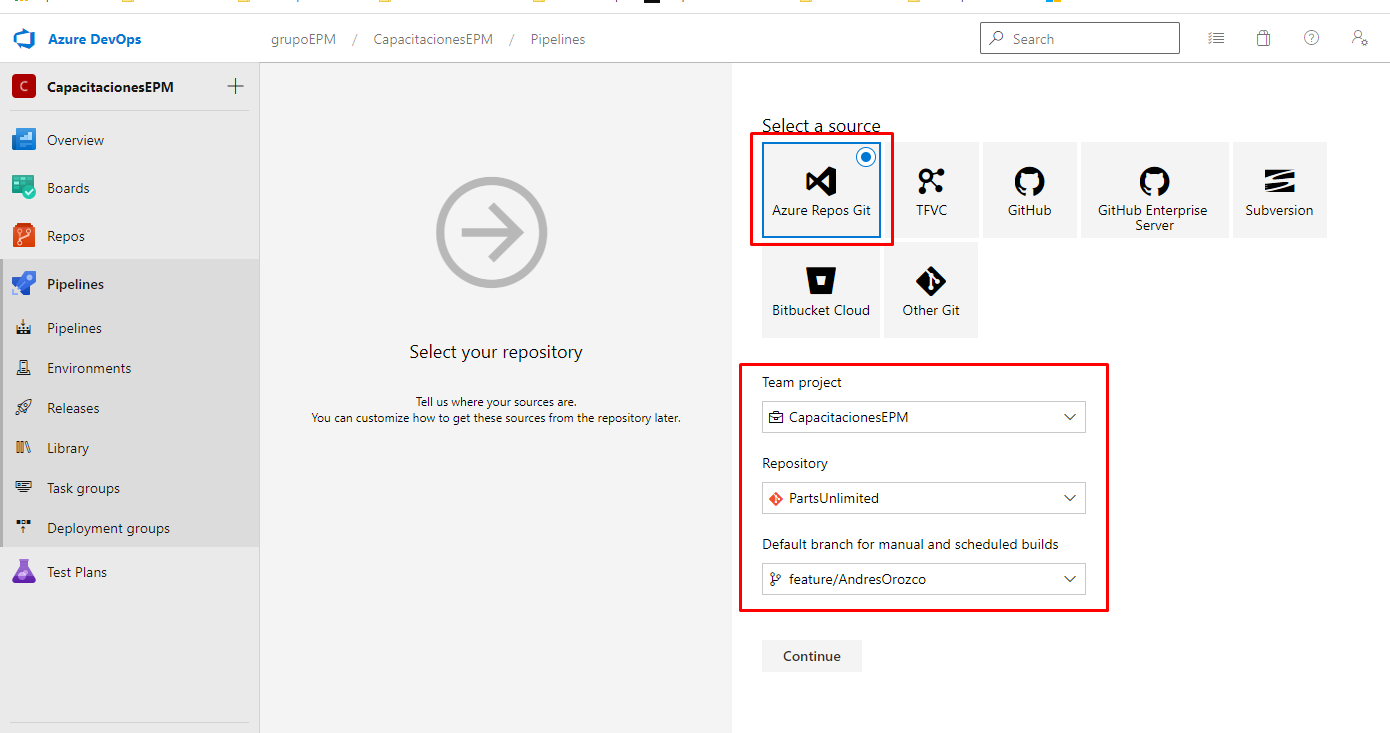 Azure DevOps
grupoEPM / CapacitacionesEPM / Pipelines
Search
C CapacitacionesEPM
Overview
Boards
Repos
Pipelines
Pipelines
Environments
Releases
Library
Task groups
Deployment groups
Test Plans
Select your repository
Tell us where your sources are.
You can customize how to get these sources from the repository later.
Select a source
Azure Repos Git
TFVC
GitHub
GitHub Enterprise
Server
Subversion
Bitbucket Cloud
Other Git
Team project
CapacitacionesEPM
Repository
PartsUnlimited
Default branch for manual and scheduled builds
feature/AndresOrozco
Continue